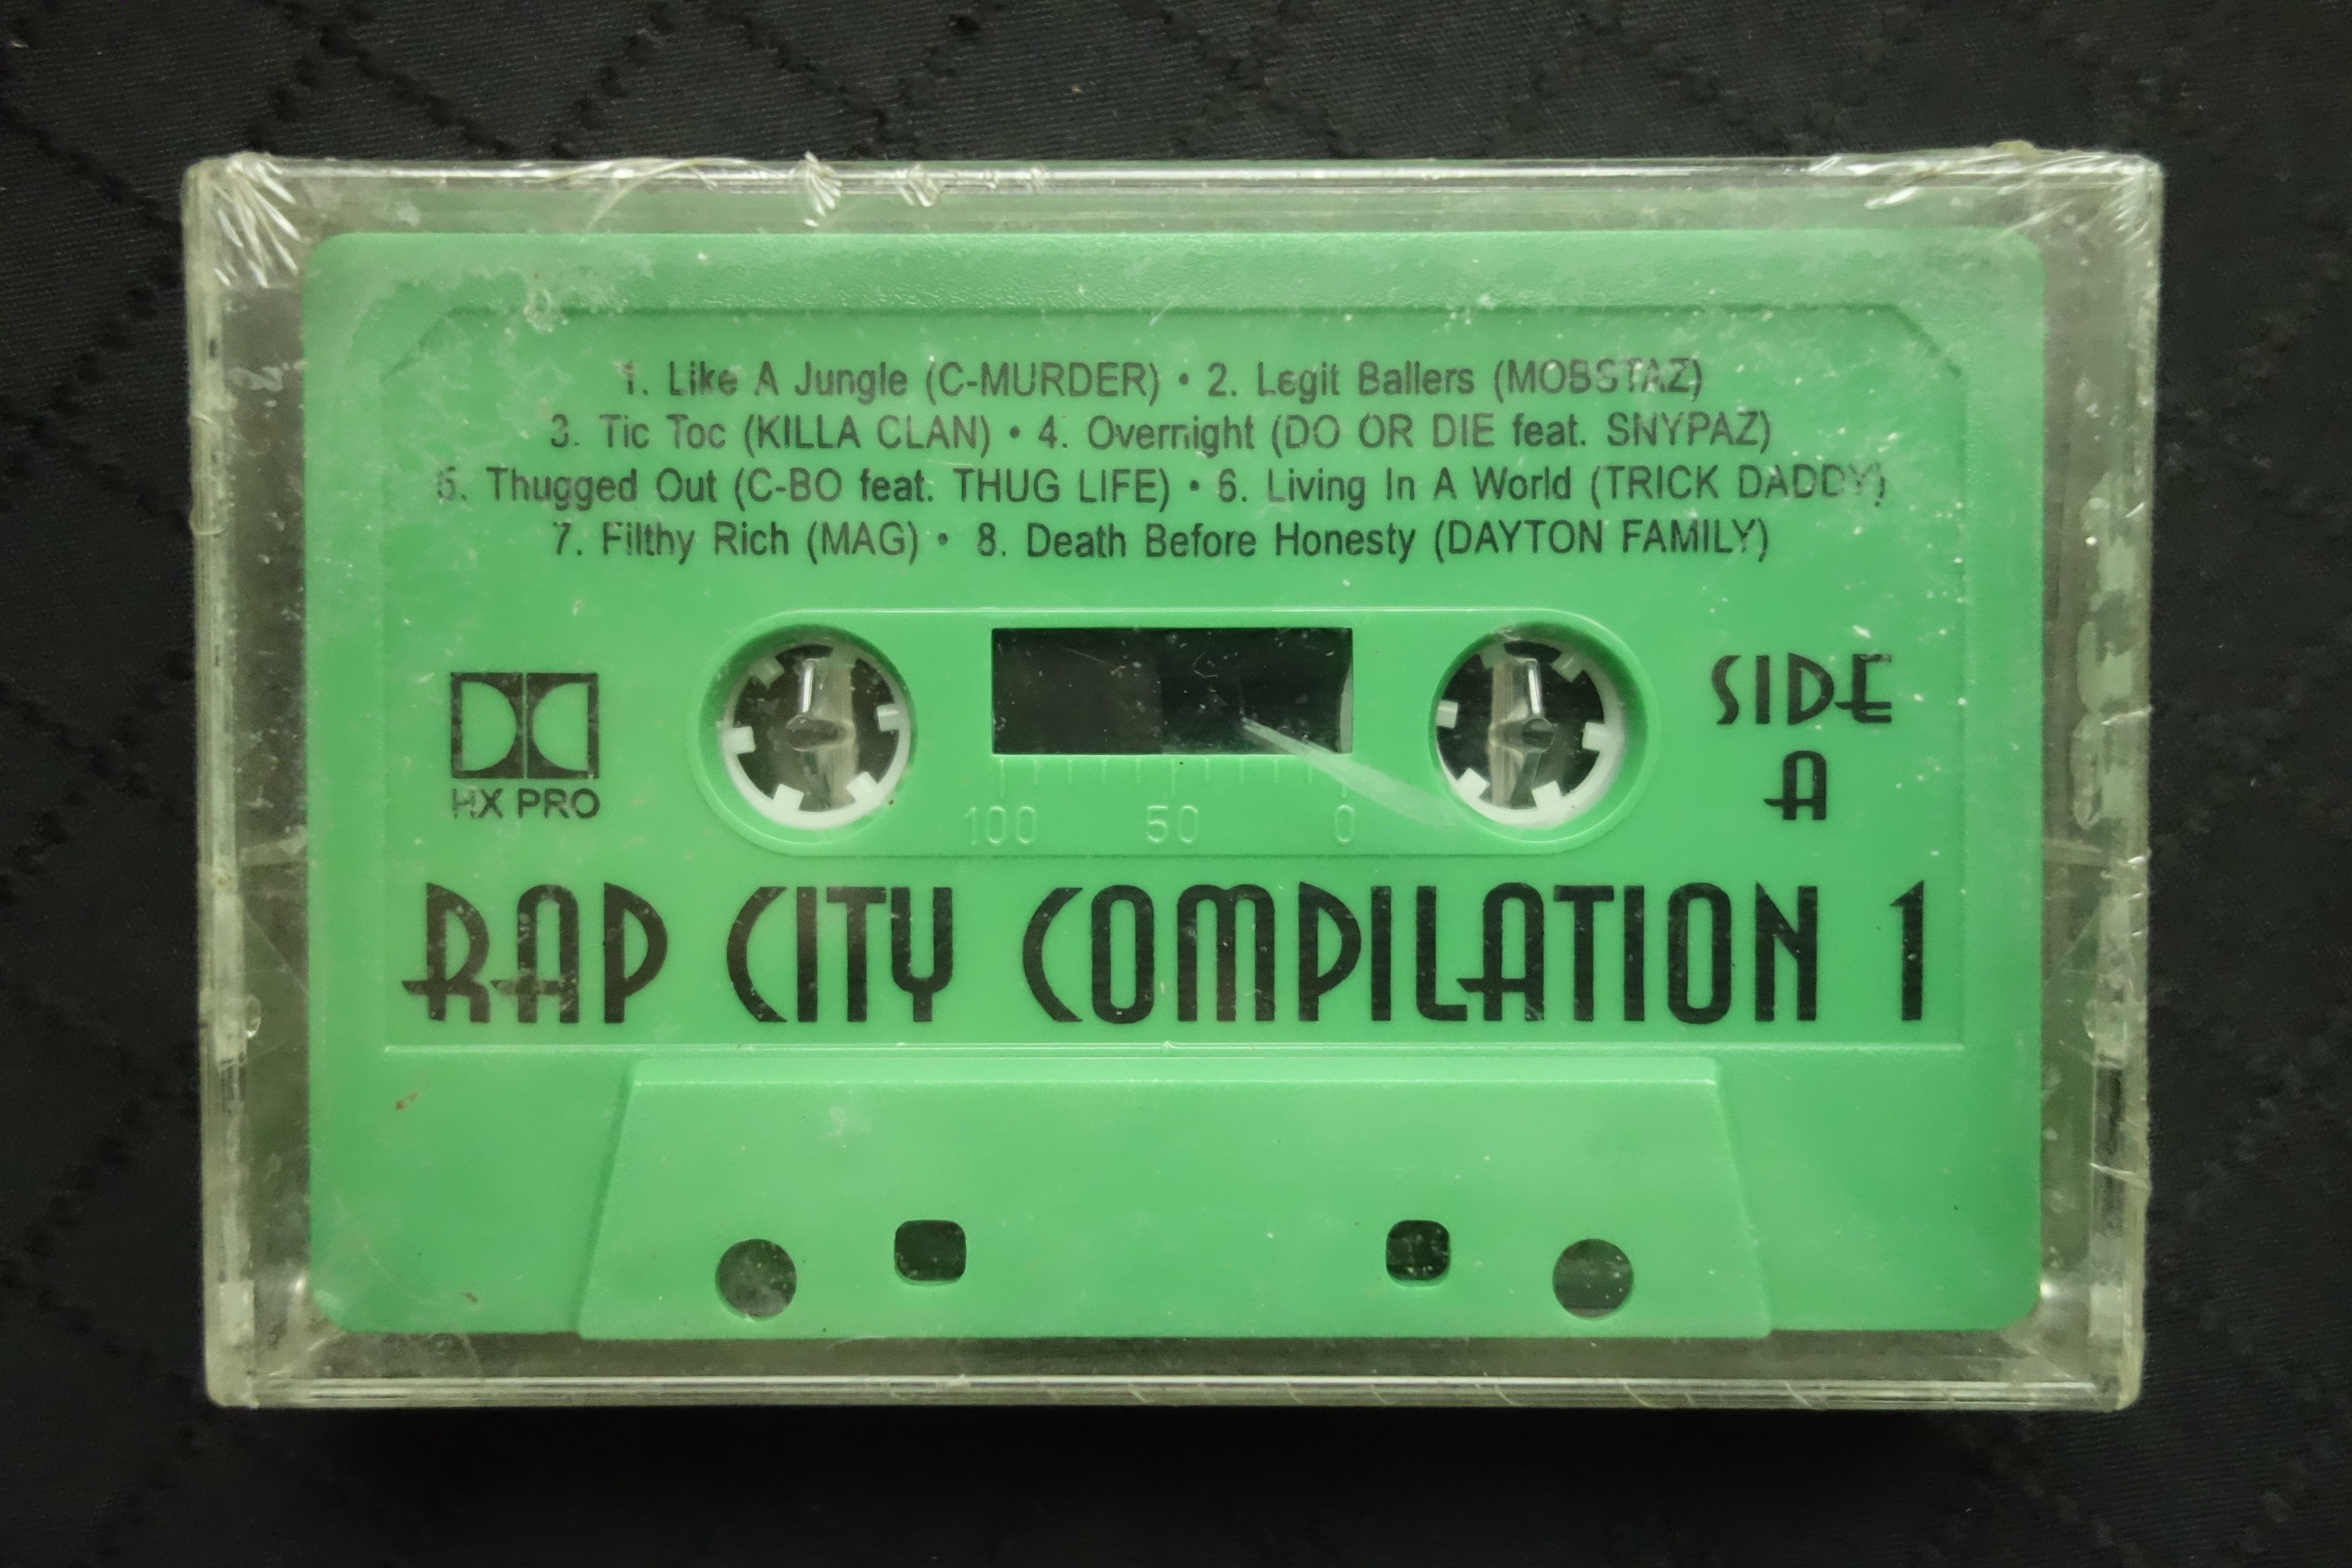 1. Like A Jungle (C-MURDER) • 2. Legit Ballers (MOBSTAZ)
3. Tic Toc (KILLA CLAN) • 4. Overnight (DO OR DIE feat. SNYPAZ)
5. Thugged Out (C-BO feat. THUG LIFE) • 6. Living In A World (TRICK DADDY)
7. Filthy Rich (MAG) • 8. Death Before Honesty (DAYTON FAMILY)
HX PRO
100 50 0
SIDE
A
RAP CITY COMPILATION 1